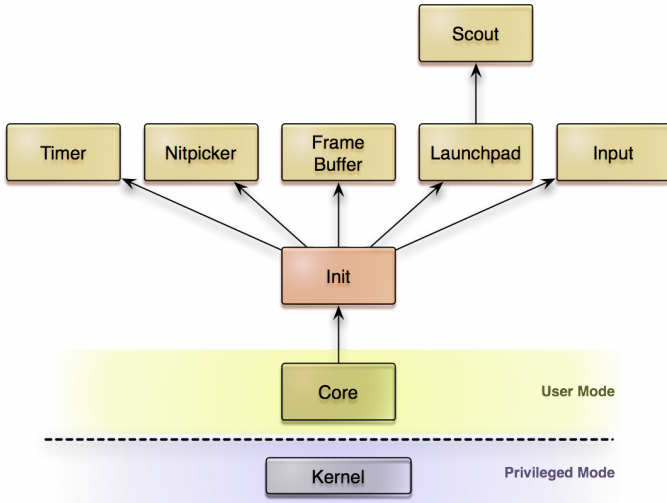 Scout
Timer
Nitpicker
Frame
Buffer
Launchpad
Input
Init
Core
User Mode
Kernel
Privileged Mode